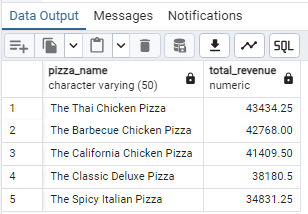 Data Output Messages Notifications
SQL
pizza_name total_revenue
character varying (50) numeric
1 The Thai Chicken Pizza 43434.25
2 The Barbecue Chicken Pizza 42768.00
3 The California Chicken Pizza 41409.50
4 The Classic Deluxe Pizza 38180.5
5 The Spicy Italian Pizza 34831.25